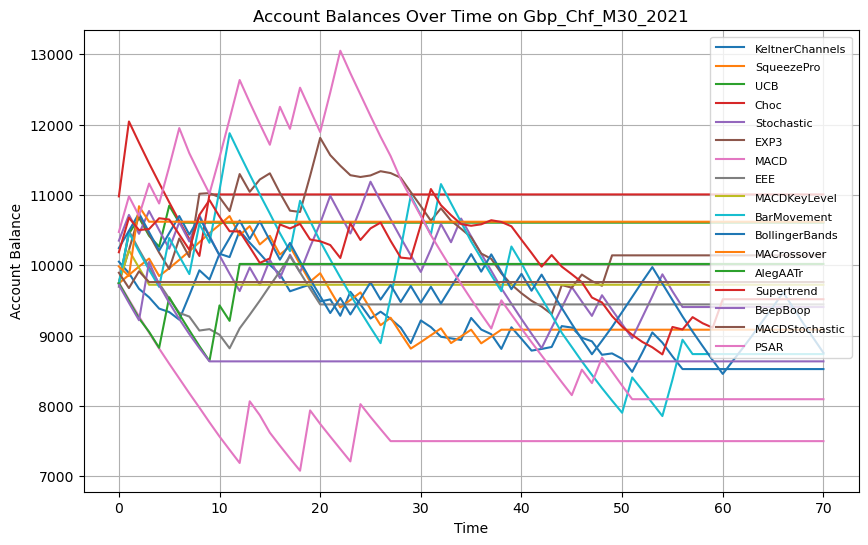 Account Balances Over Time on Gbp_Chf_M30_2021
Account Balance
13000
12000
11000
10000
9000
8000
7000
0 10 20 30 40 50 60 70
Time
KeltnerChannels
SqueezePro
UCB
Choc
Stochastic
EXP3
MACD
EEE
MACDKeyLevel
BarMovement
BollingerBands
MACrossover
AlegAATr
Supertrend
BeepBoop
MACDStochastic
PSAR